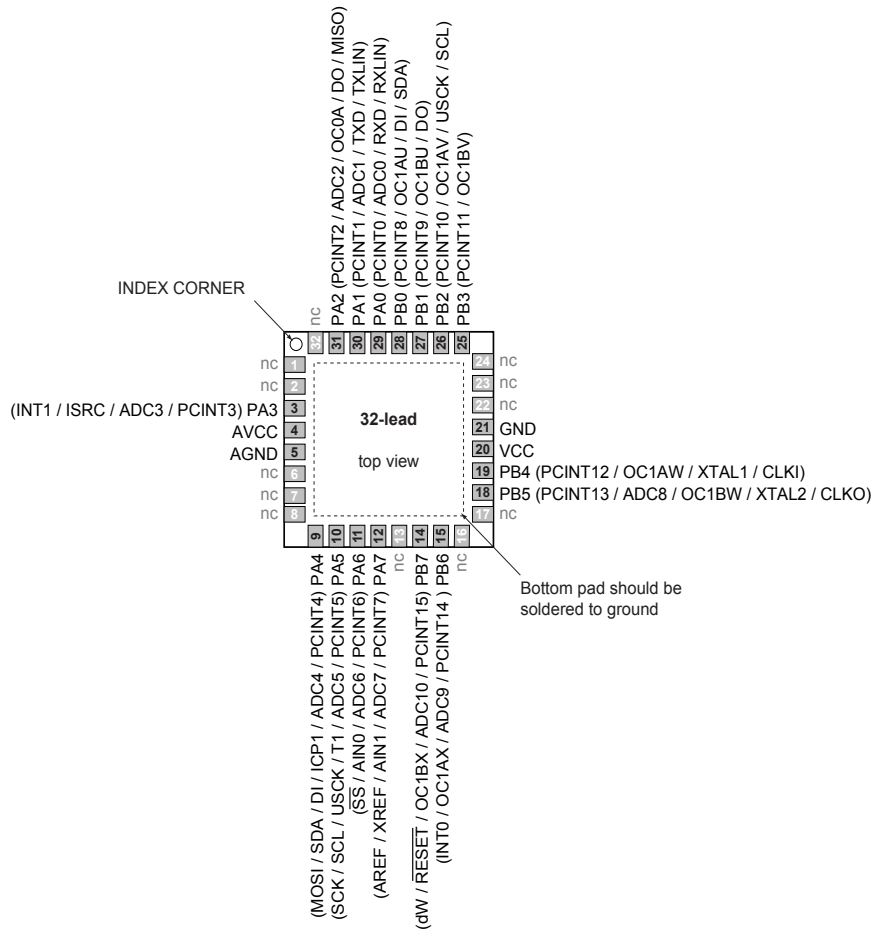 PA2 (PCINT2 / ADC2 / OC0A / DO / MISO)
PA1 (PCINT1 / ADC1 / TXD / TXLIN)
PA0 (PCINT0 / ADC0 / RXD / RXLIN)
PB0 (PCINT8 / OC1AU / DI / SDA)
PB1 (PCINT9 / OC1BU / DO)
PB2 (PCINT10 / OC1AV / USCK / SCL)
PB3 (PCINT11 / OC1BV)
INDEX CORNER
nc
32
31
30
29
28
27
26
25
nc 1
nc 2
(INT1 / ISRC / ADC3 / PCINT3) PA3 3
AVCC 4
AGND 5
nc 6
nc 7
nc 8
32-lead
top view
24 nc
23 nc
22 nc
21 GND
20 VCC
19 PB4 (PCINT12 / OC1AW / XTAL1 / CLKI)
18 PB5 (PCINT13 / ADC8 / OC1BW / XTAL2 / CLKO)
17 nc
9
10
11
12
13
14
15
16
(MOSI / SDA / DI / ICP1 / ADC4 / PCINT4) PA4
(SCK / SCL / USCK / T1 / ADC5 / PCINT5) PA5
(SS / AIN0 / ADC6 / PCINT6) PA6
(AREF / XREF / AIN1 / ADC7 / PCINT7) PA7
nc
(dW / RESET / OC1BX / ADC10 / PCINT15) PB7
(INT0 / OC1AX / ADC9 / PCINT14 ) PB6
nc
Bottom pad should be
soldered to ground